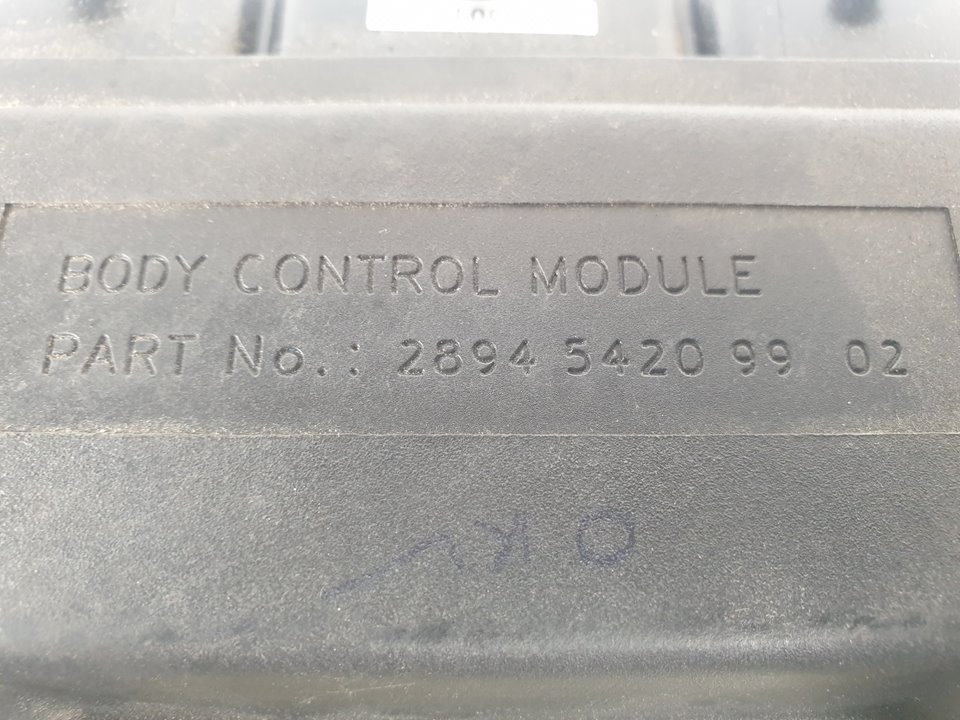 BODY CONTROL MODULE
PART No.: 2894 5420 99 02
OK